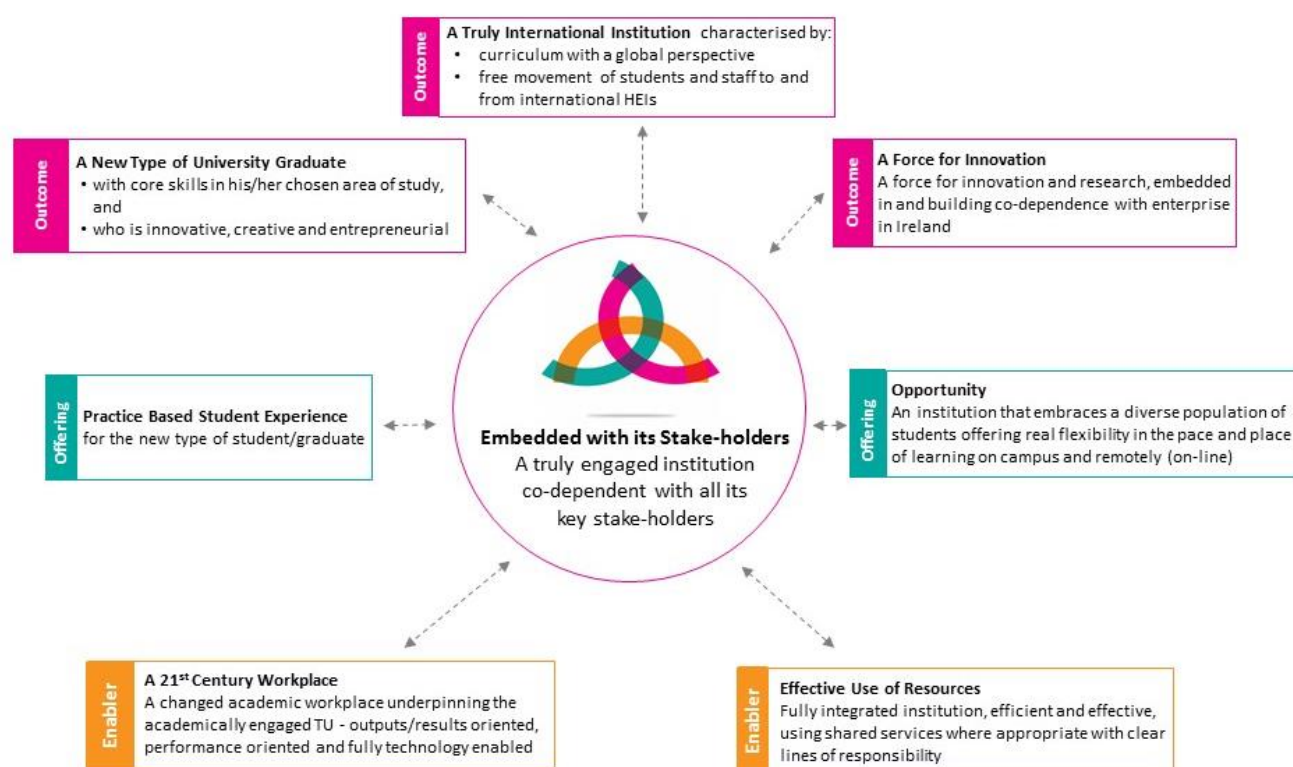 Outcome
A Truly International Institution characterised by:
• curriculum with a global perspective
• free movement of students and staff to and
from international HEIs
Outcome
A New Type of University Graduate
• with core skills in his/her chosen area of study,
and
• who is innovative, creative and entrepreneurial
Outcome
A Force for Innovation
A force for innovation and research, embedded
in and building co-dependence with enterprise
in Ireland
Offering
Practice Based Student Experience
for the new type of student/graduate
Embedded with its Stake-holders
A truly engaged institution
co-dependent with all its
key stake-holders
Offering
Opportunity
An institution that embraces a diverse population of
students offering real flexibility in the pace and place
of learning on campus and remotely (on-line)
Enabler
A 21st Century Workplace
A changed academic workplace underpinning the
academically engaged TU - outputs/results oriented,
performance oriented and fully technology enabled
Enabler
Effective Use of Resources
Fully integrated institution, efficient and effective,
using shared services where appropriate with clear
lines of responsibility